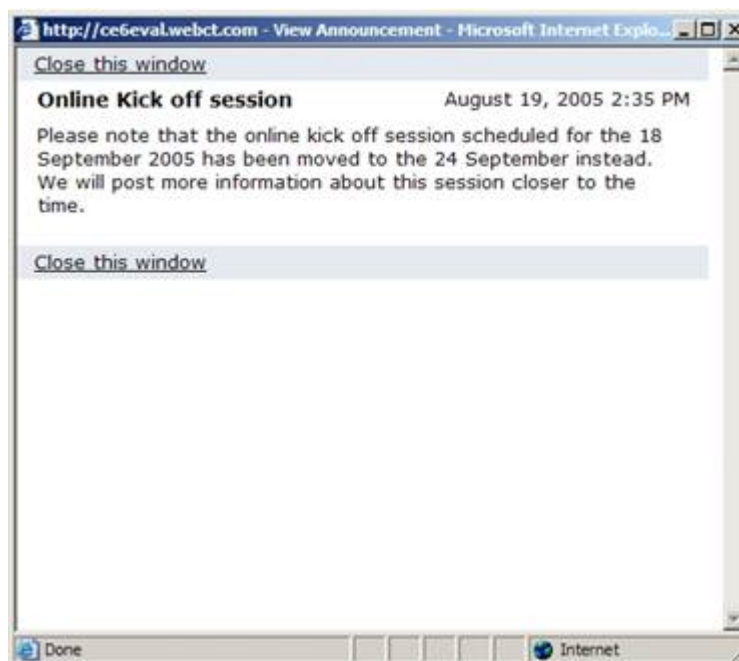 http://ce6eval.webct.com - View Announcement - Microsoft Internet Explo...
Close this window
Online Kick off session August 19, 2005 2:35 PM
Please note that the online kick off session scheduled for the 18
September 2005 has been moved to the 24 September instead.
We will post more information about this session closer to the
time.
Close this window
Done Internet